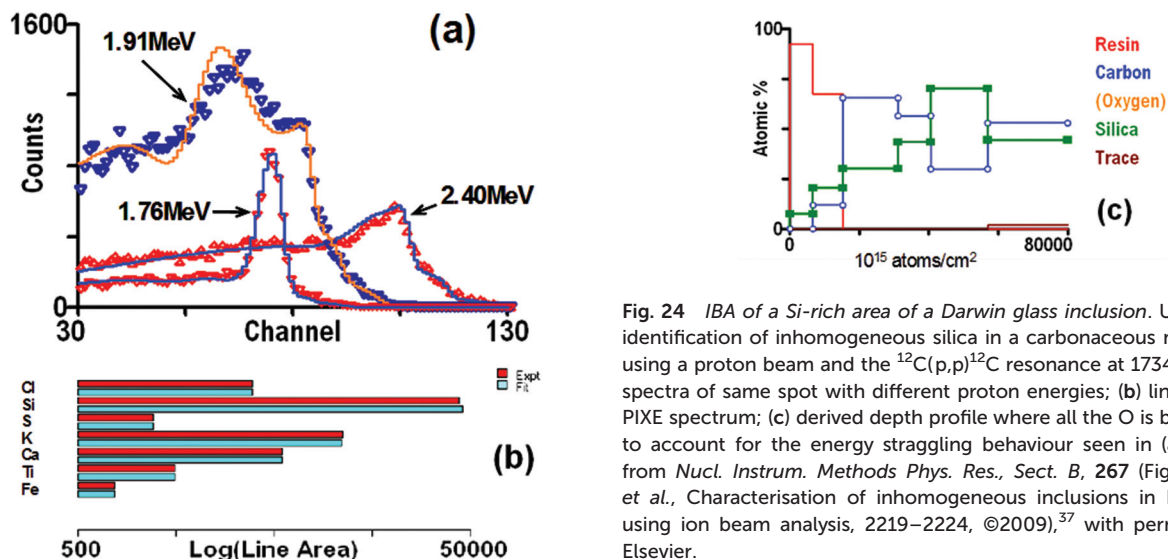 1600
(a)
1.91MeV
Counts
1.76MeV
2.40MeV
0
30
Channel
130
Cl
Si
S
K
Ca
Ti
Fe
Expt
Fit
(b)
500
Log(Line Area)
50000
100
Atomic %
0
0
80000
10¹⁵ atoms/cm²
(c)
Resin
Carbon
(Oxygen)
Silica
Trace
Fig. 24 IBA of a Si-rich area of a Darwin glass inclusion.
identification of inhomogeneous silica in a carbonaceous
using a proton beam and the ¹²C(p,p)¹²C resonance at 1734
spectra of same spot with different proton energies; (b)
PIXE spectrum; (c) derived depth profile where all the O is
to account for the energy straggling behaviour seen in
from Nucl. Instrum. Methods Phys. Res., Sect. B, 267
et al., Characterisation of inhomogeneous inclusions in
using ion beam analysis, 2219–2224, ©2009),³⁷ with
Elsevier.